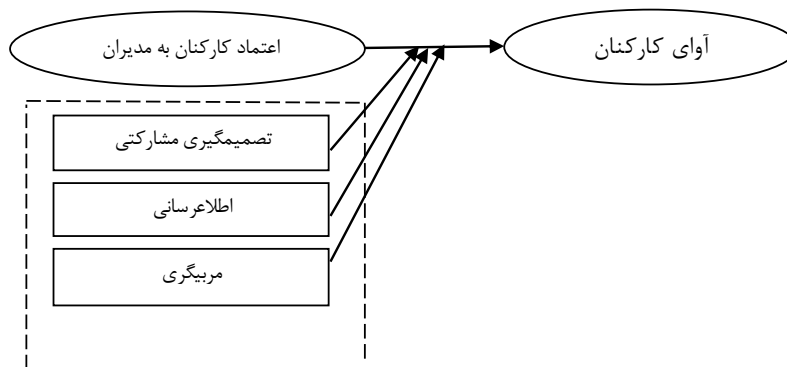 اعتماد کارکنان به مدیران
آوای کارکنان
تصمیمگیری مشارکتی
اطلاعرسانی
مربیگری